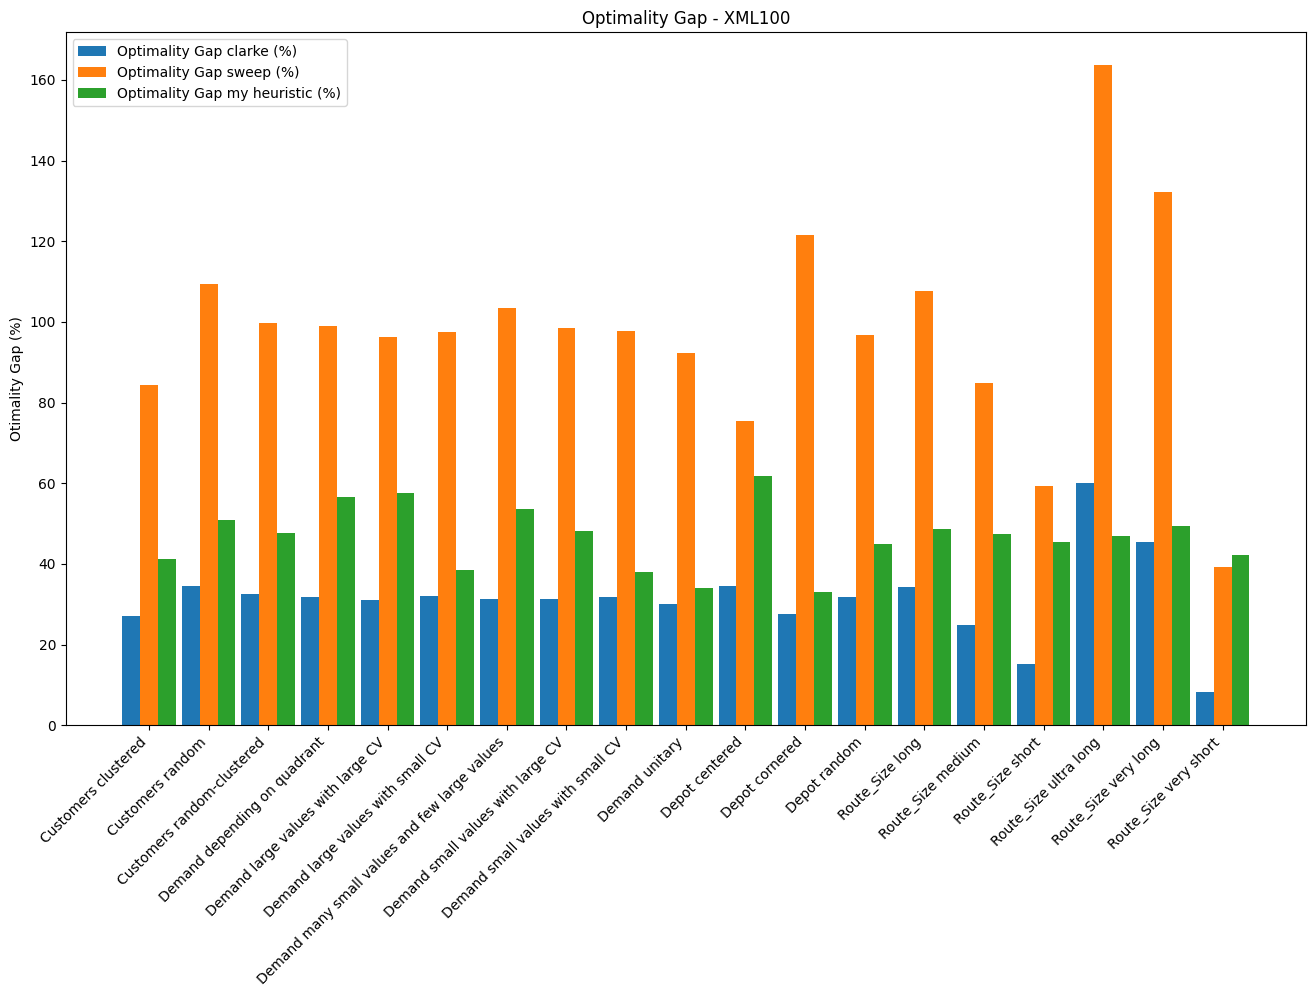 Optimality Gap - XML100
Optimality Gap clarke (%)
Optimality Gap sweep (%)
Optimality Gap my heuristic (%)
Otimality Gap (%)
160
140
120
100
80
60
40
20
0
Customers clustered
Customers random
Customers random-clustered
Demand depending on quadrant
Demand large values with large CV
Demand large values with small CV
Demand many small values and few large values
Demand small values with large CV
Demand small values with small CV
Demand unitary
Depot centered
Depot cornered
Depot random
Route_Size long
Route_Size medium
Route_Size short
Route_Size ultra long
Route_Size very long
Route_Size very short